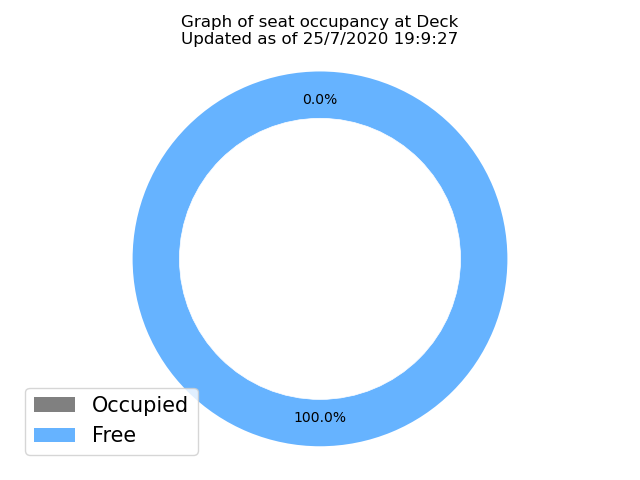 Graph of seat occupancy at Deck
Updated as of 25/7/2020 19:9:27
0.0%
100.0%
Occupied
Free